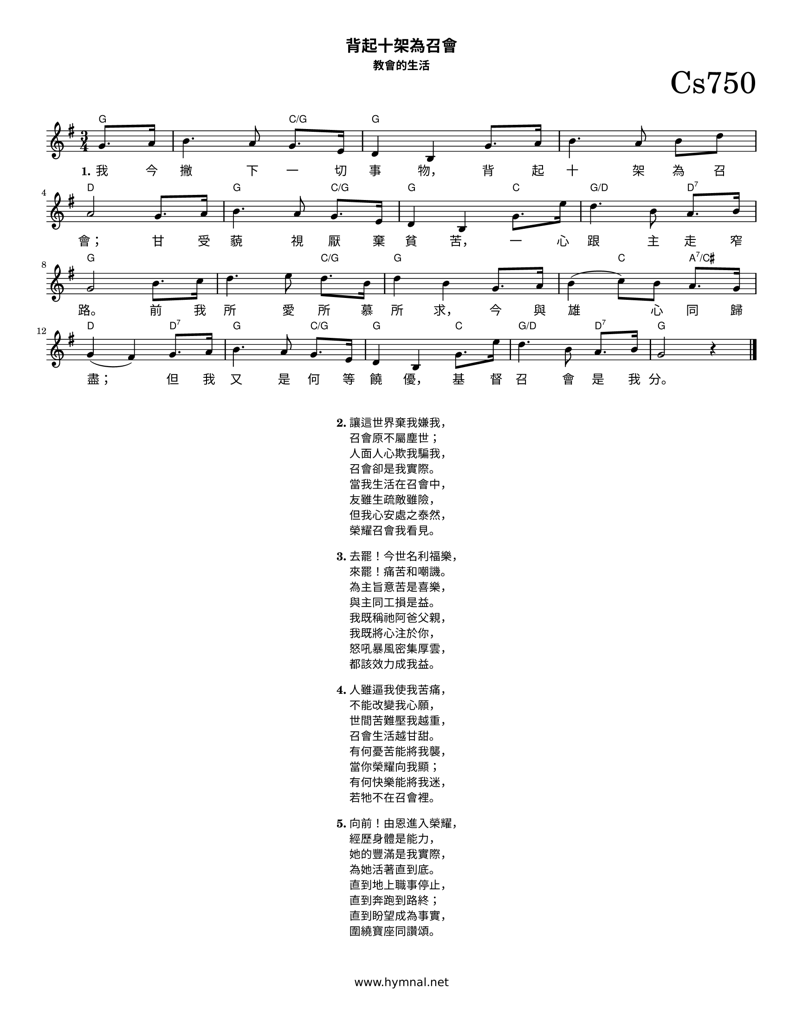 背起十架為召會
教會的生活
Cs750
G C/G G
3
4
1. 我 今 撇 下 一 切 事 物， 背 起 十 架 為 召
4 D G C/G G C G/D D7
會； 甘 受 藐 視 厭 棄 貧 苦， 一 心 跟 主 走 窄
8 G C/G G C A7/C♯
路。 前 我 所 愛 所 慕 所 求， 今 與 雄 心 同 歸
12 D D7 G C/G G C G/D D7 G
盡； 但 我 又 是 何 等 饒 優， 基 督 召 會 是 我 分。
2. 讓這世界棄我嫌我，
召會原不屬塵世；
人面人心欺我騙我，
召會卻是我實際。
當我生活在召會中，
友雖生疏敵雖險，
但我心安處之泰然，
榮耀召會我看見。
3. 去罷！今世名利福樂，
來罷！痛苦和嘲譏。
為主旨意苦是喜樂，
與主同工損是益。
我既稱祂阿爸父親，
我既將心注於你，
怒吼暴風密集厚雲，
都該效力成我益。
4. 人雖逼我使我苦痛，
不能改變我心願，
世間苦難壓我越重，
召會生活越甘甜。
有何憂苦能將我襲，
當你榮耀向我顯；
有何快樂能將我迷，
若牠不在召會裡。
5. 向前！由恩進入榮耀，
經歷身體是能力，
她的豐滿是我實際，
為她活著直到底。
直到地上職事停止，
直到奔跑到路終；
直到盼望成為事實，
圍繞寶座同讚頌。
www.hymnal.net